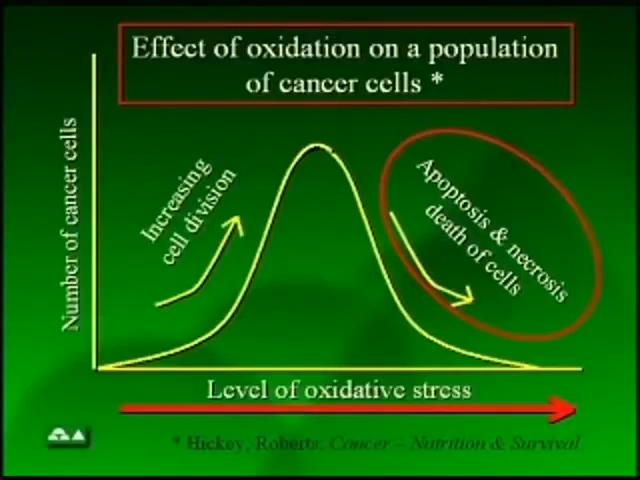 Effect of oxidation on a population
of cancer cells *
Number of cancer cells
Increasing
cell division
Apoptosis & necrosis
death of cells
Level of oxidative stress
* Hickey, Roberts, Cancer – Nutrition & Survival